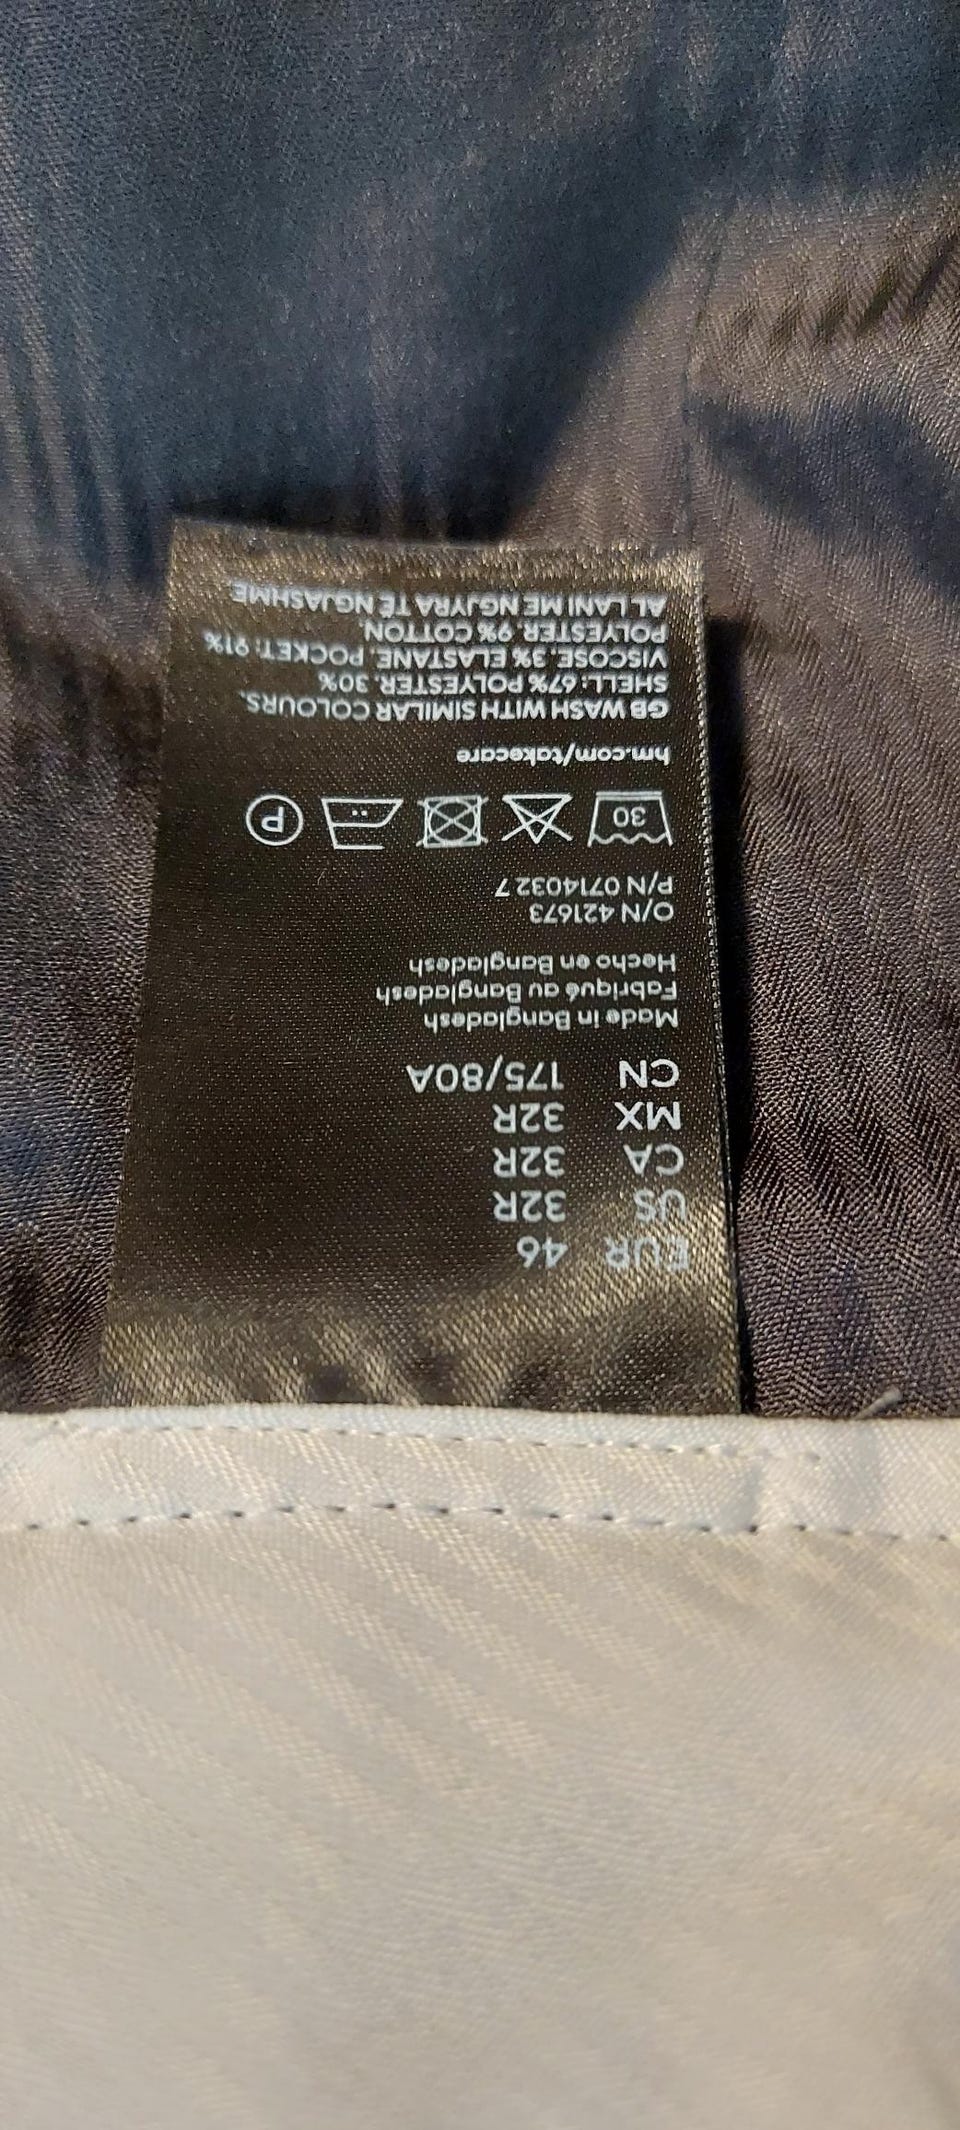 EUR 46
US 32R
CA 32R
MX 32R
CN 175/80A
Made in Bangladesh
Fabriqué au Bangladesh
Hecho en Bangladesh
O/N 421673
P/N 0714032 7
30 P
hm.com/takecare
GB WASH WITH SIMILAR COLOURS.
SHELL: 67% POLYESTER. 30%
VISCOSE. 3% ELASTANE. POCKET: 91%
POLYESTER. 9% COTTON.
AL LANI ME NGJYRA TË NGJASHME.